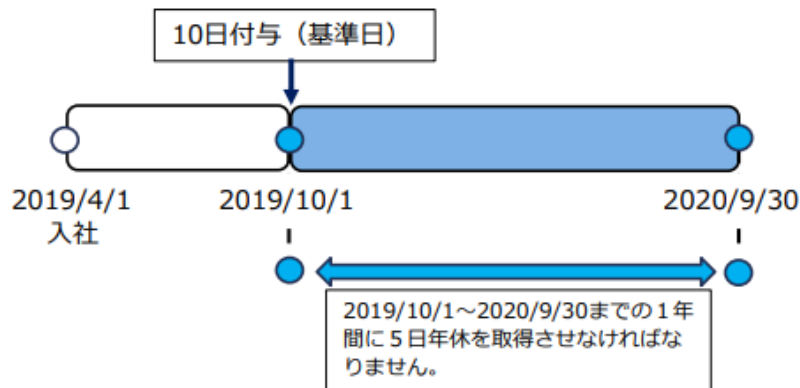 10日付与（基準日）
2019/4/1
入社
2019/10/1
2020/9/30
2019/10/1～2020/9/30までの１年
間に５日年休を取得させなければな
りません。